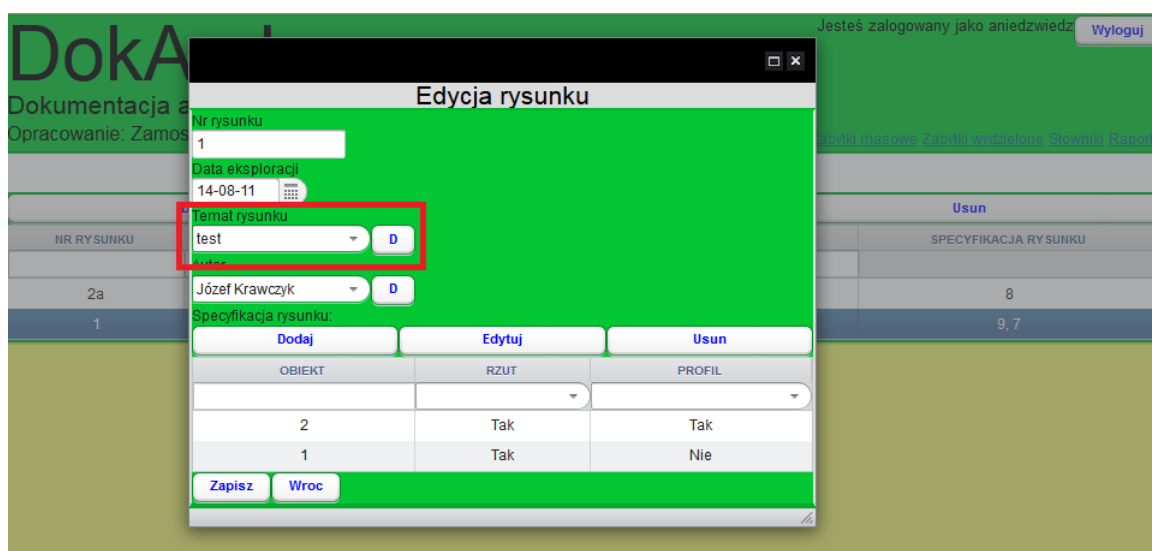 Jesteś zalogowany jako aniedzwiedz Wyloguj
DokA
Edycja rysunku
Dokumentacja a
Opracowanie: Zamos
Zabytki wydzielone Słowniki Raport
Nr rysunku
1
Data eksploracji
14-08-11
Temat rysunku
test D
Autor
Józef Krawczyk D
Specyfikacja rysunku:
Dodaj Edytuj Usun
OBIEKT RZUT PROFIL
2 Tak Tak
1 Tak Nie
Zapisz Wroc
Usun
NR RYSUNKU SPECYFIKACJA RYSUNKU
2a 8
1 9, 7